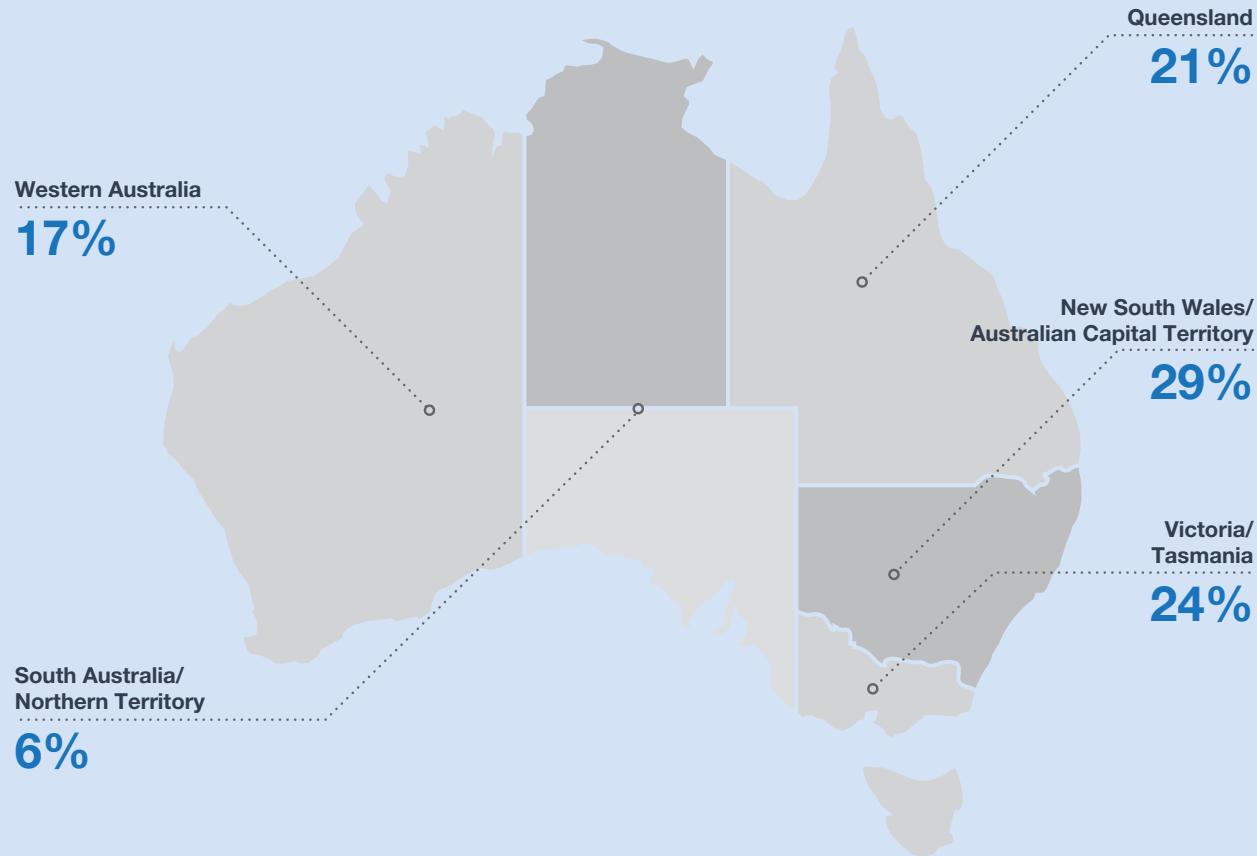 Queensland
21%
Western Australia
17%
New South Wales/
Australian Capital Territory
29%
Victoria/
Tasmania
24%
South Australia/
Northern Territory
6%